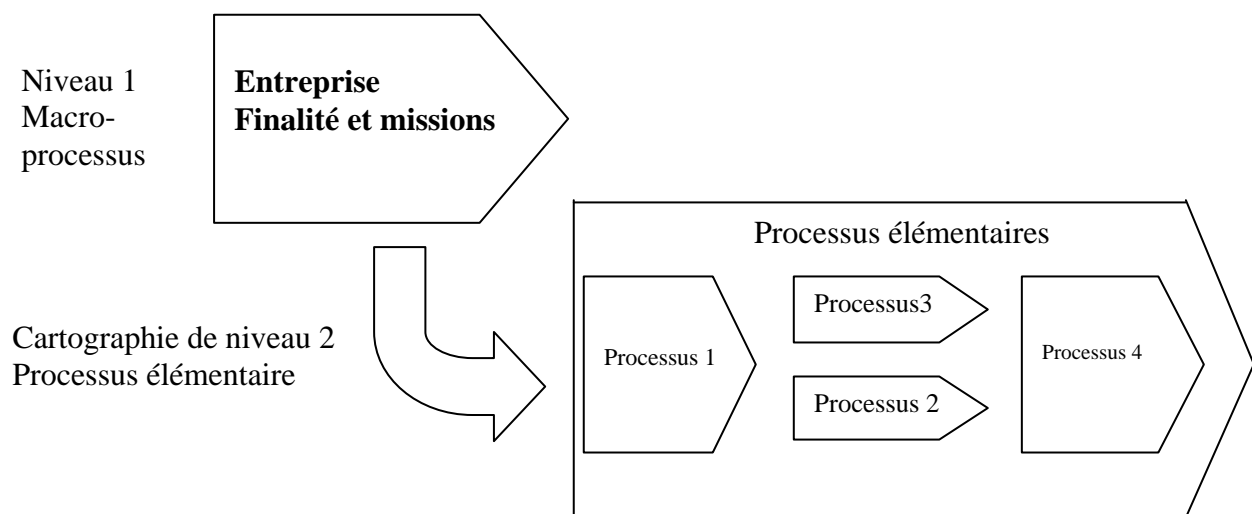 Niveau 1
Macro-
processus
Entreprise
Finalité et missions
Processus élémentaires
Cartographie de niveau 2
Processus élémentaire
Processus 1
Processus3
Processus 2
Processus 4